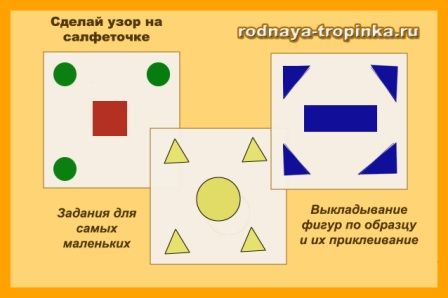 Сделай узор на
салфеточке
rodnaya-tropinka.ru
Задания для
самых
маленьких
Выкладывание
фигур по образцу
и их приклеивание